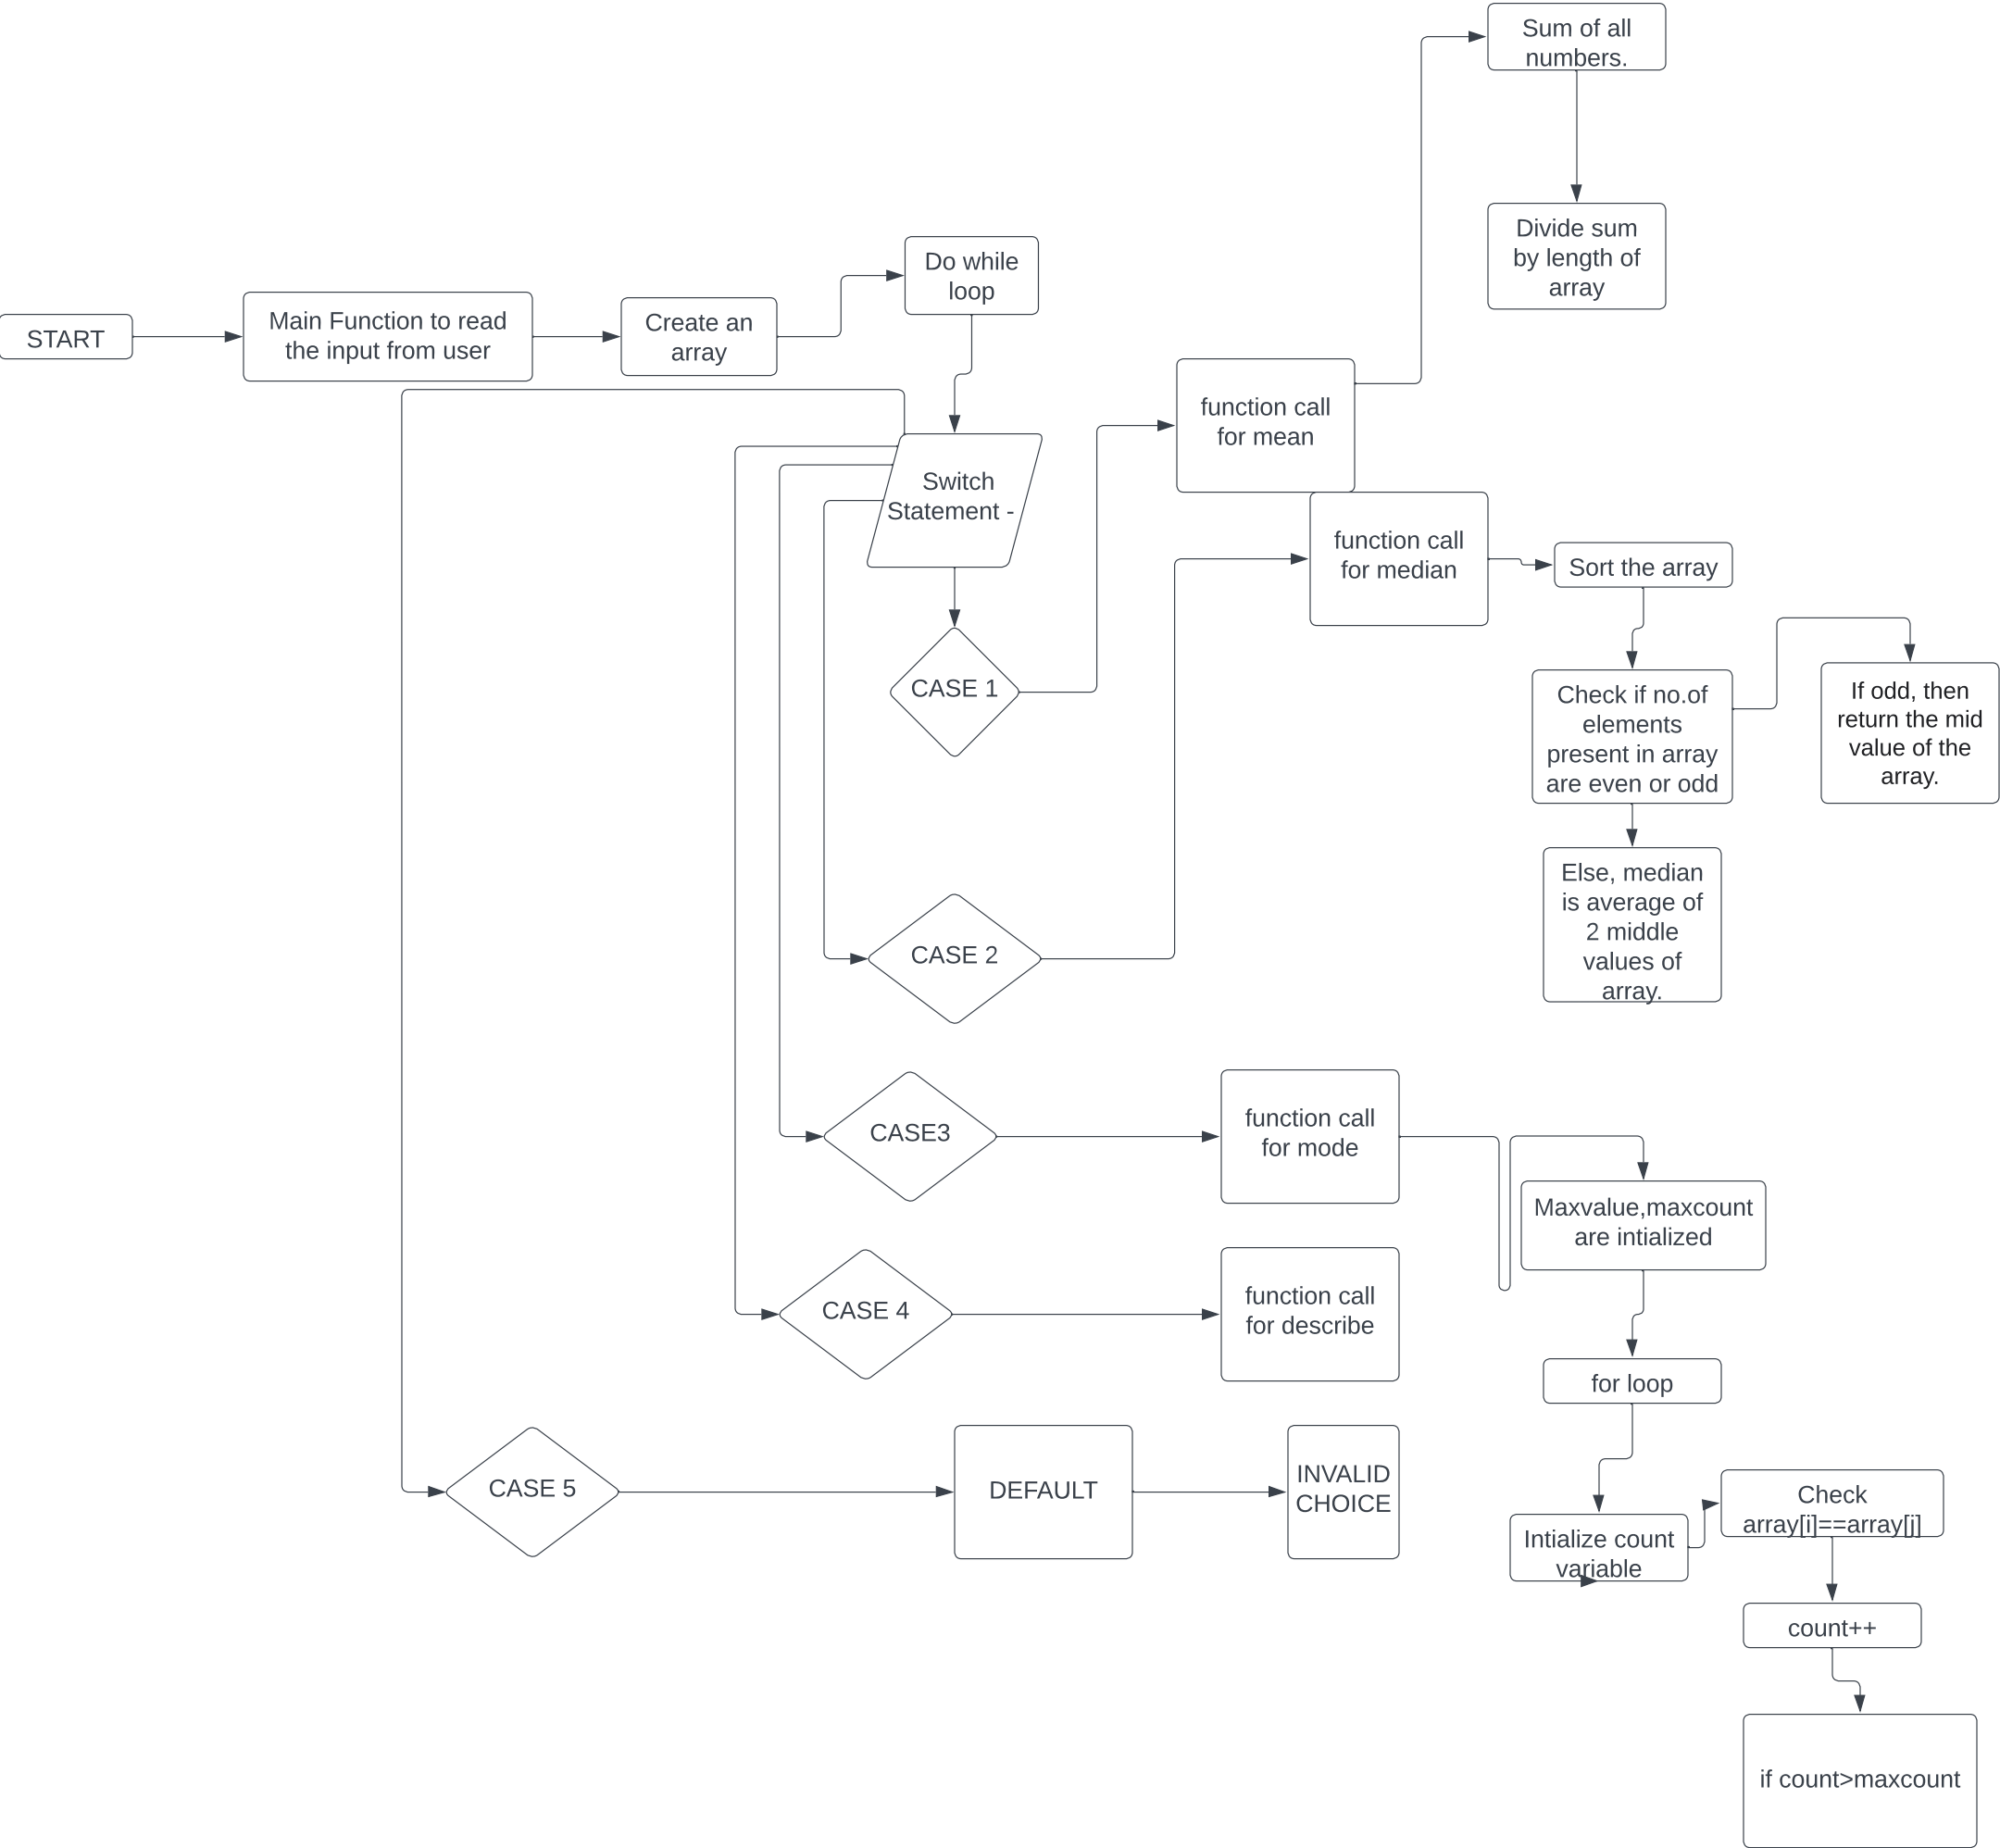 Sum of all
numbers.
Divide sum
by length of
array
Do while
loop
START
Main Function to read
the input from user
Create an
array
function call
for mean
Switch
Statement -
function call
for median
Sort the array
CASE 1
Check if no.of
elements
present in array
are even or odd
If odd, then
return the mid
value of the
array.
Else, median
is average of
2 middle
values of
array.
CASE 2
CASE3
function call
for mode
Maxvalue,maxcount
are intialized
CASE 4
function call
for describe
for loop
CASE 5
DEFAULT
INVALID
CHOICE
Intialize count
variable
Check
array[i]==array[j]
count++
if count>maxcount